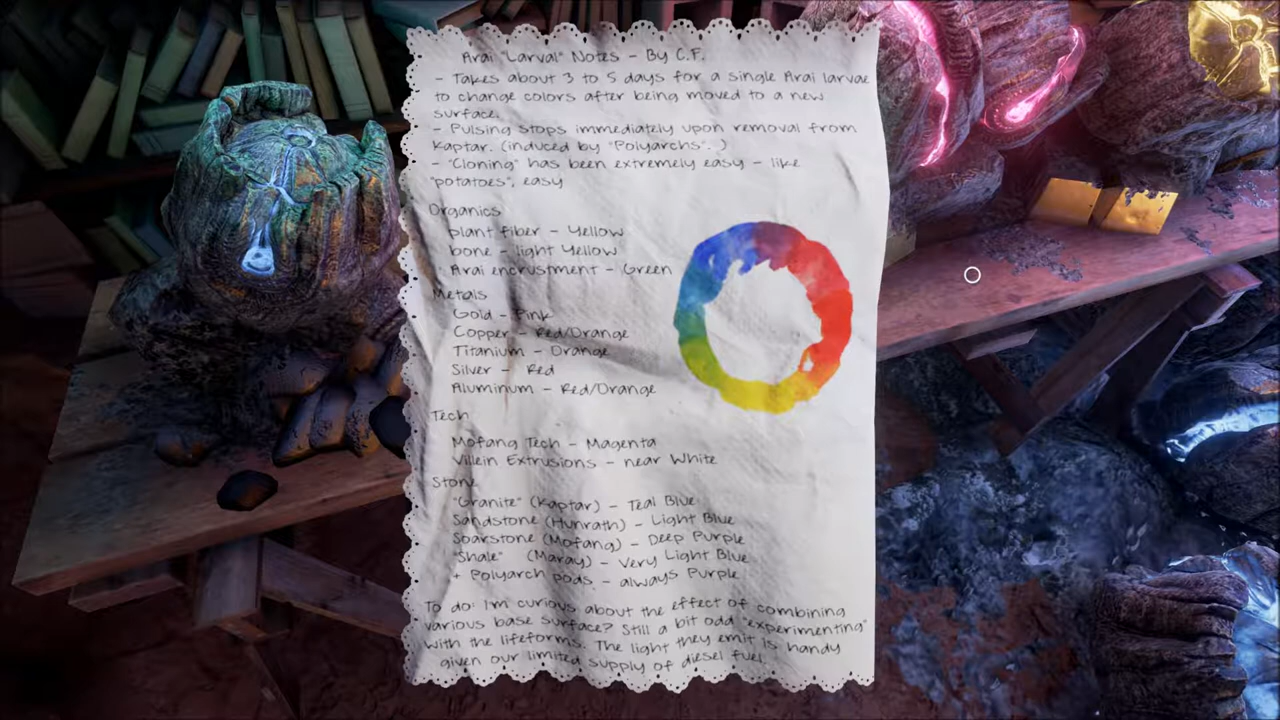 Arai "Larval" Notes - By C.F.
- Takes about 3 to 5 days for a single Arai larvae
to change colors after being moved to a new
surface.
- Pulsing stops immediately upon removal from
Kaptar. (induced by "Polyarchs". )
- "Cloning" has been extremely easy - like
"potatoes", easy
Organics
plant fiber - Yellow
bone - light Yellow
Arai encrustment - Green
Metals
Gold - Pink
Copper - Red/Orange
Titanium - Orange
Silver - Red
Aluminum - Red/Orange
Tech
Mofang Tech - Magenta
Villein Extrusions - near White
Stone
"Granite" (Kaptar) - Teal Blue
Sandstone (Hunrath) - Light Blue
Soarstone (Mofang) - Deep Purple
"Shale" (Maray) - Very Light Blue
+ Polyarch pods - always Purple
To do: I'm curious about the effect of combining
various base surface? Still a bit odd "experimenting"
with the lifeforms. The light they emit is handy
given our limited supply of diesel fuel.